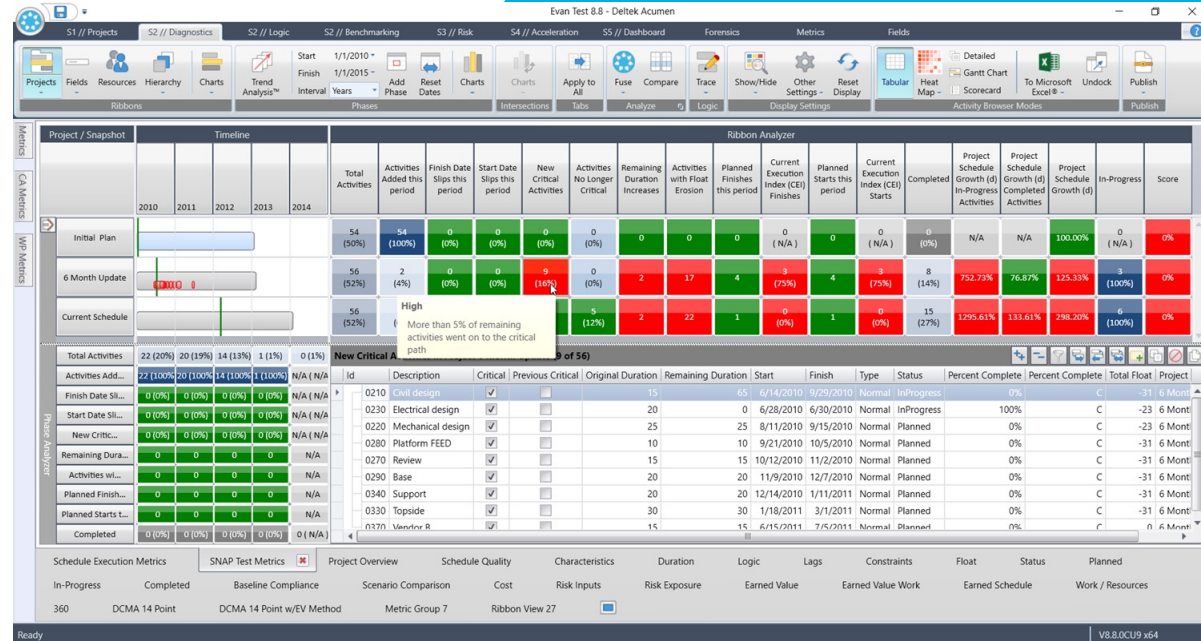 Evan Test 8.8 - Deltek Acumen
S1 // Projects S2 // Diagnostics S2 // Logic S2 // Benchmarking S3 // Risk S4 // Acceleration S5 // Dashboard Forensics Metrics Fields
Projects Fields Resources Hierarchy Charts Trend Analysis™ Start 1/1/2010 Finish 1/1/2015 Interval Years Add Phase Reset Dates Charts Charts Apply to All Fuse Compare Trace Show/Hide Other Settings Reset Display Tabular Heat Map Detailed Gantt Chart Scorecard To Microsoft Excel® Undock Publish
Ribbons Phases Intersections Tabs Analyze Logic Display Settings Activity Browser Modes Publish
Metrics
CA Metrics
WP Metrics
Project / Snapshot Timeline Ribbon Analyzer
2010 2011 2012 2013 2014
Total Activities
Activities Added this period
Finish Date Slips this period
Start Date Slips this period
New Critical Activities
Activities No Longer Critical
Remaining Duration Increases
Activities with Float Erosion
Planned Finishes this period
Current Execution Index (CEI) Finishes
Planned Starts this period
Current Execution Index (CEI) Starts
Completed
Project Schedule Growth (d) In-Progress Activities
Project Schedule Growth (d) Completed Activities
Project Schedule Growth (d)
In-Progress
Score
Initial Plan 54 (50%) 54 (100%) 0 (0%) 0 (0%) 0 (0%) 0 (0%) 0 0 0 0 ( N/A ) 0 0 ( N/A ) 0 (0%) N/A N/A 100.00% 0 ( N/A ) 0%
6 Month Update 56 (52%) 2 (4%) 0 (0%) 0 (0%) 9 (16%) 0 (0%) 2 17 4 3 (75%) 4 3 (75%) 8 (14%) 752.73% 76.87% 125.33% 3 (100%) 0%
Current Schedule 56 (52%) 5 (12%) 2 22 1 0 (0%) 1 0 (0%) 15 (27%) 1295.61% 133.61% 298.20% 6 (100%) 0%
High
More than 5% of remaining
activities went on to the critical
path
Phase Analyzer
Total Activities 22 (20%) 20 (19%) 14 (13%) 1 (1%) 0 (1%)
Activities Add... 22 (100% 20 (100% 14 (100% 1 (100%) N/A ( N/A
Finish Date Sli... 0 (0%) 0 (0%) 0 (0%) 0 (0%) N/A ( N/A
Start Date Sli... 0 (0%) 0 (0%) 0 (0%) 0 (0%) N/A ( N/A
New Critic... 0 (0%) 0 (0%) 0 (0%) 0 (0%) N/A ( N/A
Remaining Dura... 0 0 0 0 N/A
Activities wi... 0 0 0 0 N/A
Planned Finish... 0 0 0 0 N/A
Planned Starts t... 0 0 0 0 N/A
Completed 0 (0%) 0 (0%) 0 (0%) 0 (0%) 0 ( N/A )
New Critical A 9 of 56)
Id Description Critical Previous Critical Original Duration Remaining Duration Start Finish Type Status Percent Complete Percent Complete Total Float Project
0210 Civil design 15 65 6/14/2010 9/29/2010 Normal InProgress 0% C -31 6 Mont
0230 Electrical design 20 0 6/28/2010 6/30/2010 Normal InProgress 100% C -23 6 Mont
0220 Mechanical design 25 25 8/11/2010 9/15/2010 Normal Planned 0% C -23 6 Mont
0280 Platform FEED 10 10 9/21/2010 10/5/2010 Normal Planned 0% C -31 6 Mont
0270 Review 15 15 10/12/2010 11/2/2010 Normal Planned 0% C -31 6 Mont
0290 Base 20 20 11/9/2010 12/7/2010 Normal Planned 0% C -31 6 Mont
0340 Support 20 20 12/14/2010 1/11/2011 Normal Planned 0% C -31 6 Mont
0330 Topside 30 30 1/18/2011 3/1/2011 Normal Planned 0% C -31 6 Mont
0370 Vendor B 15 15 6/15/2011 7/5/2011 Normal Planned 0% C 0 6 Mont
Schedule Execution Metrics SNAP Test Metrics Project Overview Schedule Quality Characteristics Duration Logic Lags Constraints Float Status Planned
In-Progress Completed Baseline Compliance Scenario Comparison Cost Risk Inputs Risk Exposure Earned Value Earned Value Work Earned Schedule Work / Resources
360 DCMA 14 Point DCMA 14 Point w/EV Method Metric Group 7 Ribbon View 27
Ready V8.8.0CU9 x64